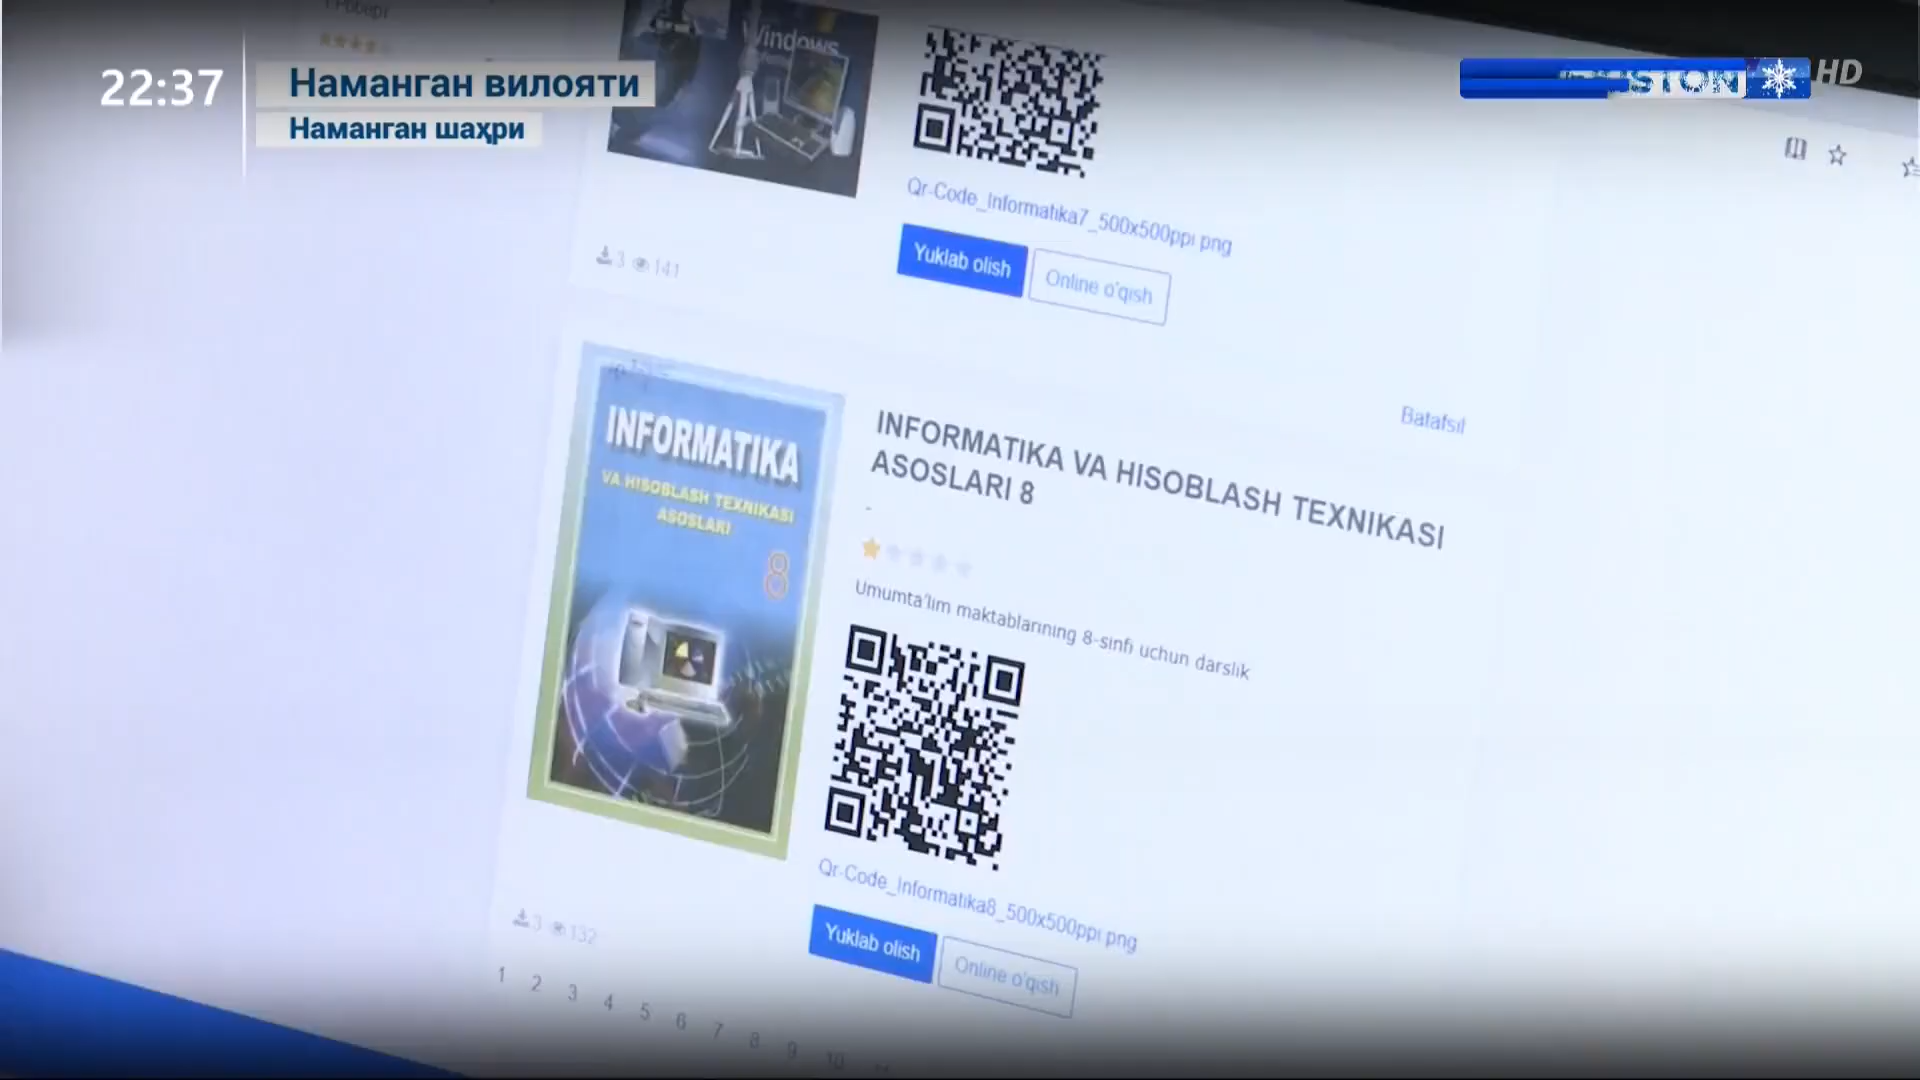 22:37
Наманган вилояти
Наманган шаҳри
HD
Windows
Qr-Code_Informatika7_500x500ppi png
Yuklab olish
Online o'qish
3 141
Batafsil
INFORMATIKA
VA HISOBLASH TEXNIKASI
ASOSLARI
8
INFORMATIKA VA HISOBLASH TEXNIKASI
ASOSLARI 8
-
Umumta'lim maktablarining 8-sinfi uchun darslik
Qr-Code_Informatika8_500x500ppi png
Yuklab olish
Online o'qish
3 132
1 2 3 4 5 6 7 8 9 10